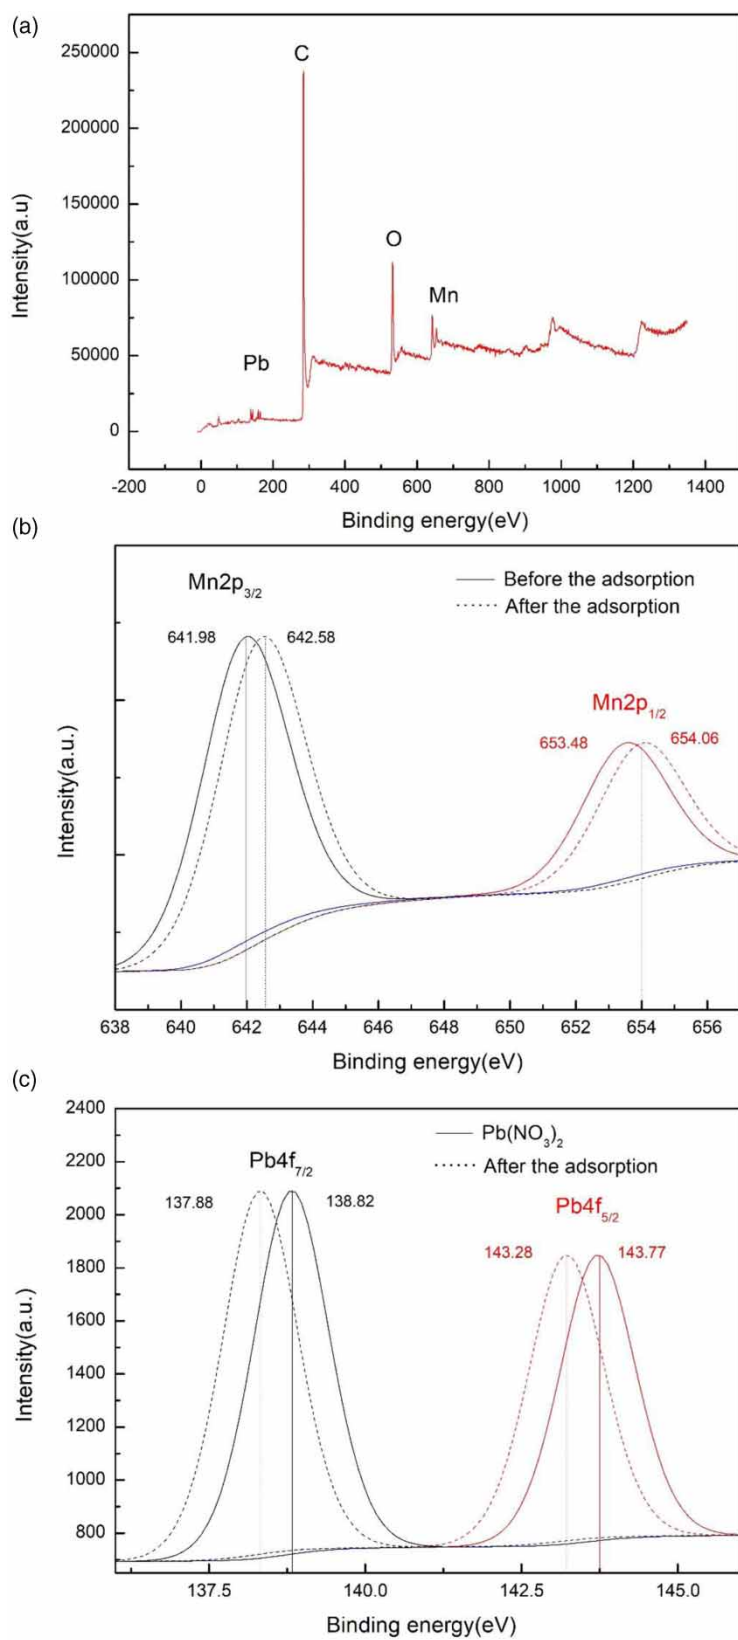 (a)
250000
200000
150000
100000
50000
0
Intensity(a.u)
C
O
Mn
Pb
-200 0 200 400 600 800 1000 1200 1400
Binding energy(eV)
(b)
Mn2p3/2
Before the adsorption
After the adsorption
641.98 642.58
Mn2p1/2
653.48 654.06
Intensity(a.u.)
638 640 642 644 646 648 650 652 654 656
Binding energy(eV)
(c)
2400
2200
2000
1800
1600
1400
1200
1000
800
Intensity(a.u.)
Pb(NO3)2
After the adsorption
Pb4f7/2
137.88 138.82
Pb4f5/2
143.28 143.77
137.5 140.0 142.5 145.0
Binding energy(eV)